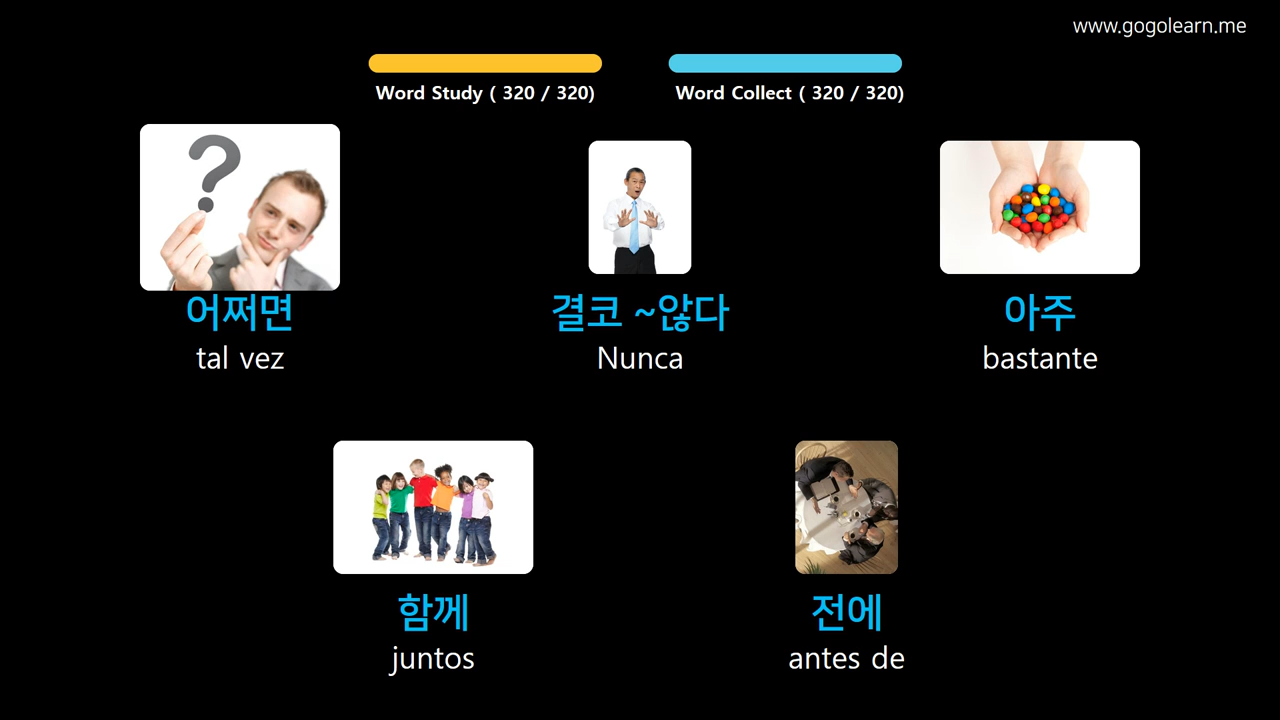 www.gogolearn.me
Word Study ( 320 / 320)
Word Collect ( 320 / 320)
어쩌면
결코 ~않다
아주
tal vez
Nunca
bastante
함께
전에
juntos
antes de